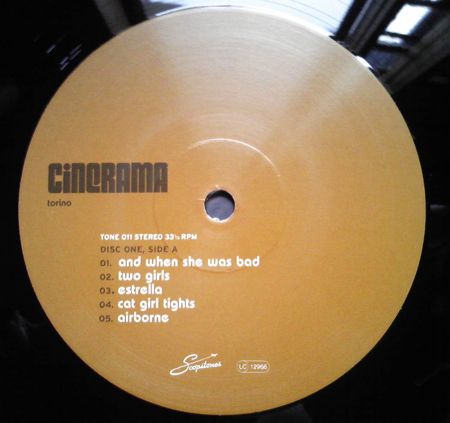 CINERAMA
torino
TONE 011 STEREO 33⅓ RPM
DISC ONE, SIDE A
01. and when she was bad
02. two girls
03. estrella
04. cat girl tights
05. airborne
Scopitones
LC 12966